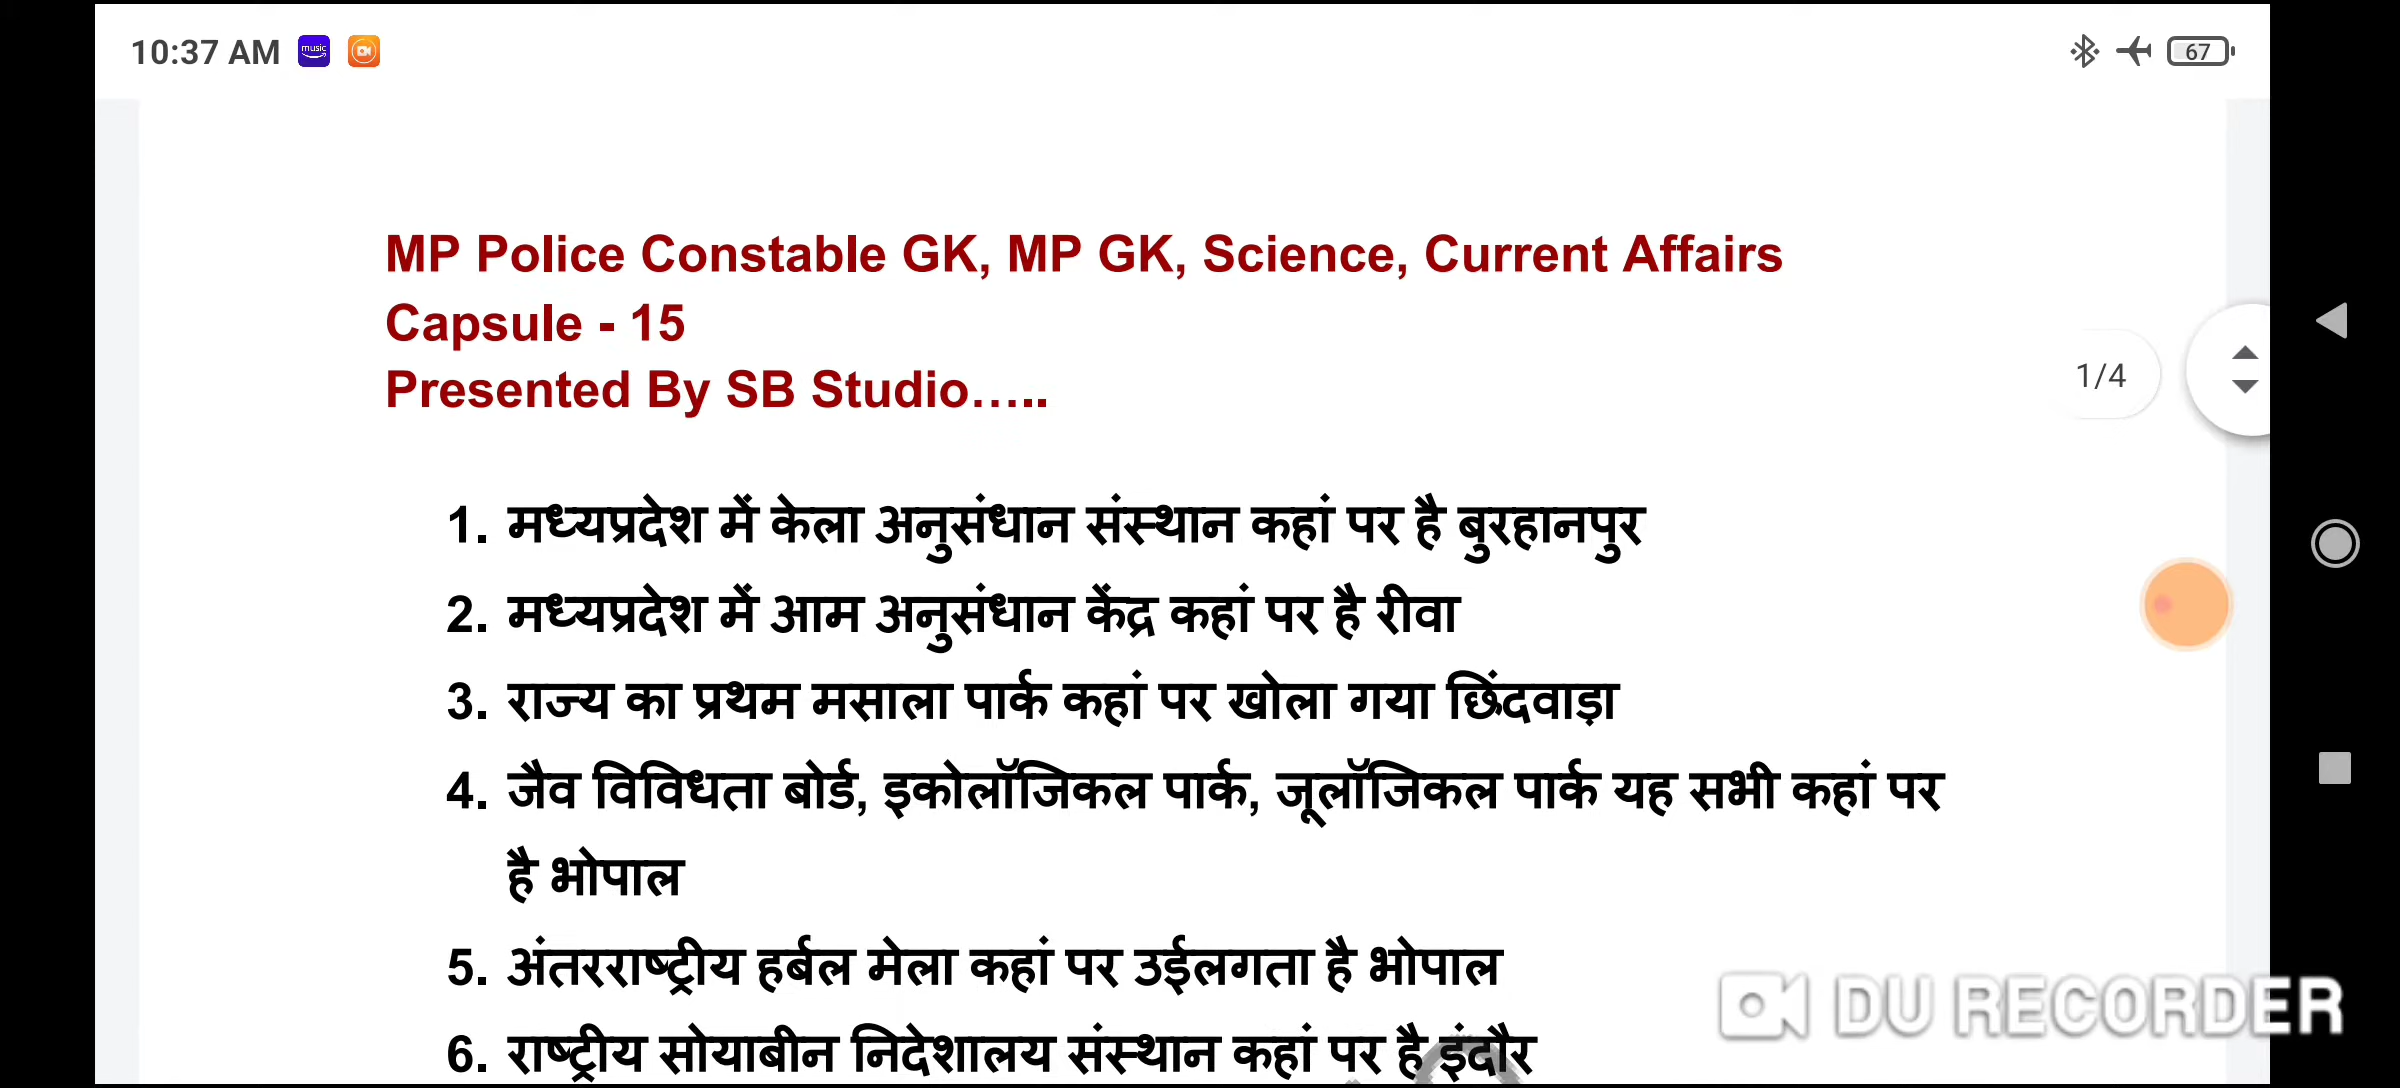 10:37 AM music 67
MP Police Constable GK, MP GK, Science, Current Affairs
Capsule - 15
Presented By SB Studio…..
1/4
1. मध्यप्रदेश में केला अनुसंधान संस्थान कहां पर है बुरहानपुर
2. मध्यप्रदेश में आम अनुसंधान केंद्र कहां पर है रीवा
3. राज्य का प्रथम मसाला पार्क कहां पर खोला गया छिंदवाड़ा
4. जैव विविधता बोर्ड, इकोलॉजिकल पार्क, जूलॉजिकल पार्क यह सभी कहां पर
है भोपाल
5. अंतरराष्ट्रीय हर्बल मेला कहां पर उईलगता है भोपाल
6. राष्ट्रीय सोयाबीन निदेशालय संस्थान कहां पर है इंदौर
DU RECORDER